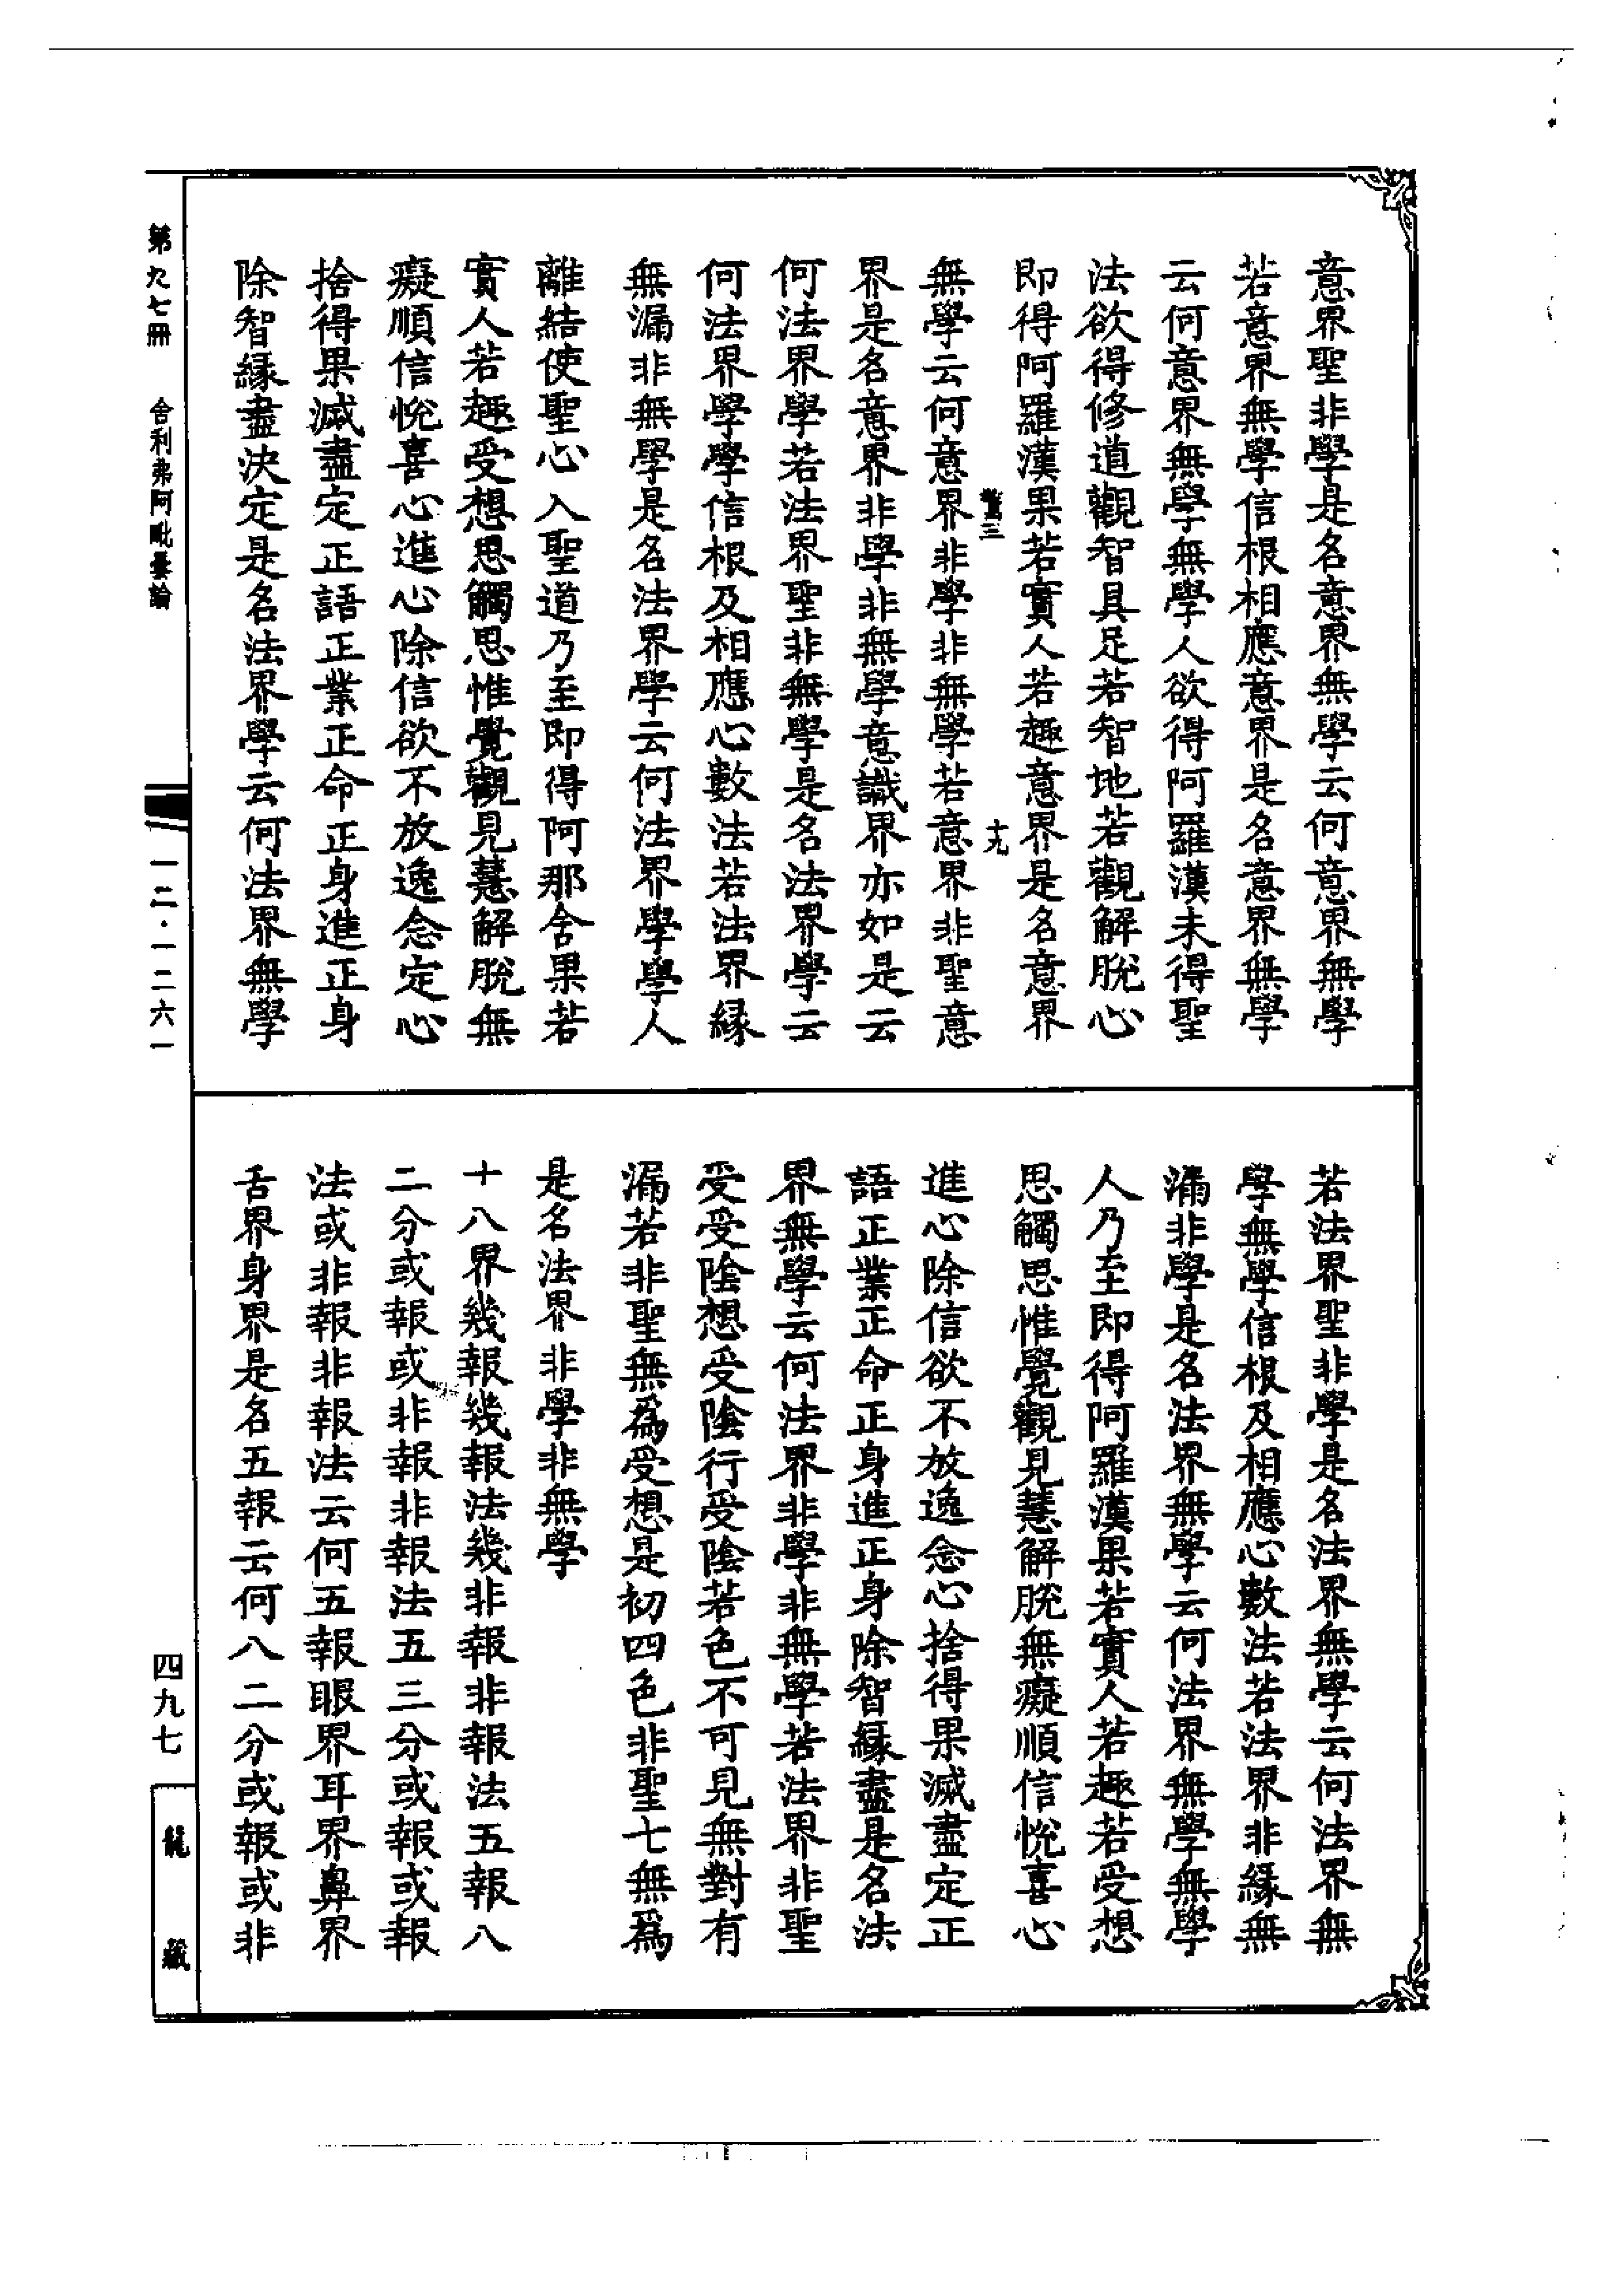 意界聖非學是名意界無學云何意界無學
若意界無學信根相應意界是名意界無學
云何意界無學無學人欲得阿羅漢未得聖
法欲得修道觀智具足若智地若觀解脫心
即得阿羅漢果若實人若趣意界是名意界
三
十九
無學云何意界非學非無學若意界非聖意
界是名意界非學非無學意識界亦如是云
何法界學若法界聖非無學是名法界學云
何法界學學信根及相應心數法若法界緣
無漏非無學是名法界學云何法界學學人
離結使聖心入聖道乃至即得阿那含果若
實人若趣受想思觸思惟覺觀見慧解脫無
癡順信悅喜心進心除信欲不放逸念定心
捨得果滅盡定正語正業正命正身進正身
除智緣盡決定是名法界學云何法界無學
若法界聖非學是名法界無學云何法界無
學無學信根及相應心數法若法界非緣無
漏非學是名法界無學云何法界無學無學
人乃至即得阿羅漢果若實人若趣若受想
思觸思惟覺觀見慧解脫無癡順信悅喜心
進心除信欲不放逸念心捨得果滅盡定正
語正業正命正身進正身除智緣盡是名法
界無學云何法界非學非無學若法界非聖
受受陰想受陰行受陰若色不可見無對有
漏若非聖無為受想是初四色非聖七無為
是名法界非學非無學
十八界幾報幾報法幾非報非報法五報八
二分或報或非報非報法五三分或報或報
法或非報非報法云何五報眼界耳界鼻界
舌界身界是名五報云何八二分或報或非
第九七冊
舍利弗阿毗曇論
一二·一二六一
四九七
龍藏